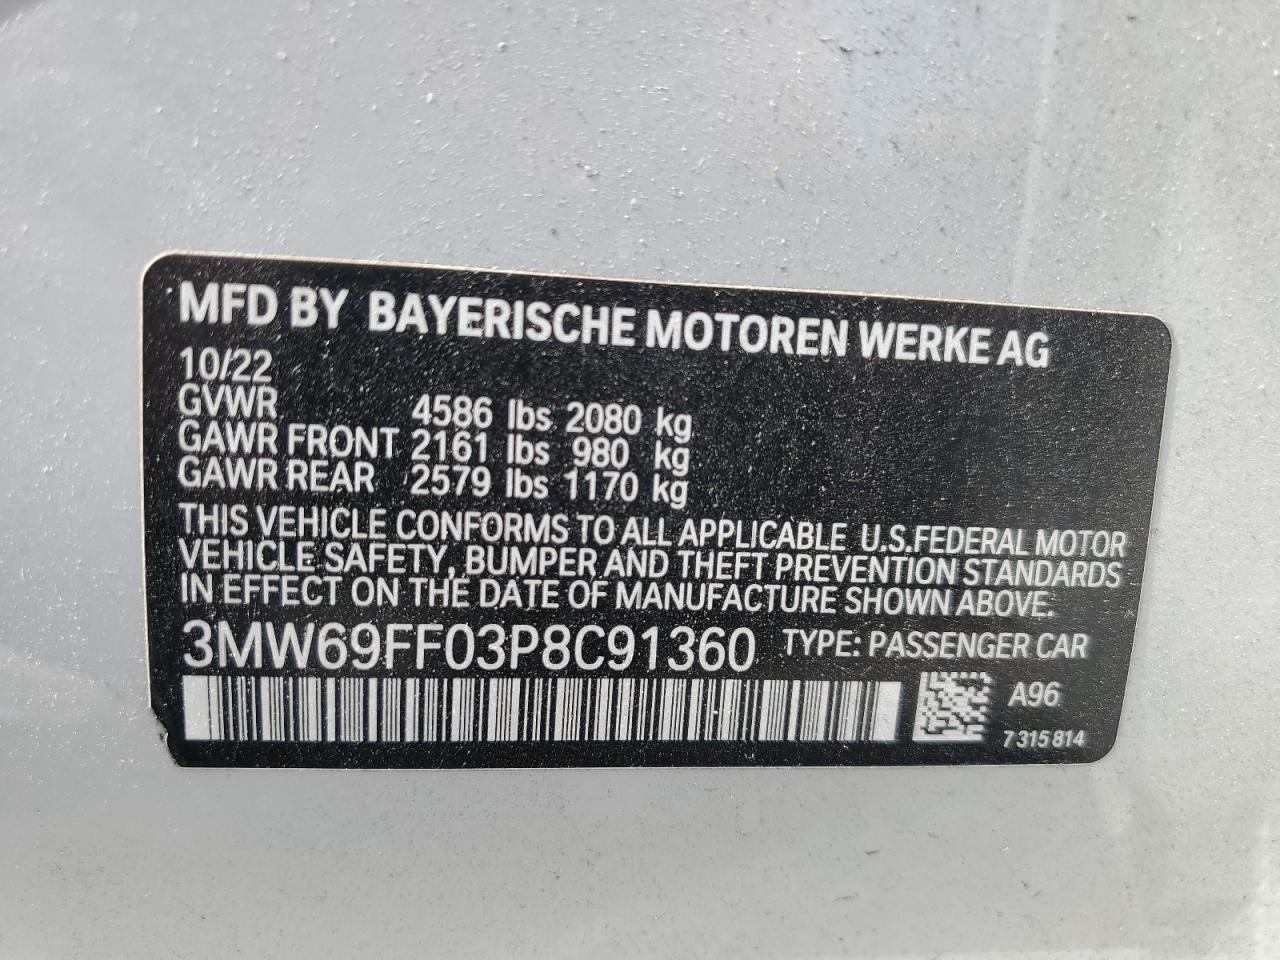 MFD BY BAYERISCHE MOTOREN WERKE AG
10/22
GVWR 4586 lbs 2080 kg
GAWR FRONT 2161 lbs 980 kg
GAWR REAR 2579 lbs 1170 kg
THIS VEHICLE CONFORMS TO ALL APPLICABLE U.S.FEDERAL MOTOR
VEHICLE SAFETY, BUMPER AND THEFT PREVENTION STANDARDS
IN EFFECT ON THE DATE OF MANUFACTURE SHOWN ABOVE.
3MW69FF03P8C91360 TYPE: PASSENGER CAR
A96
7 315 814